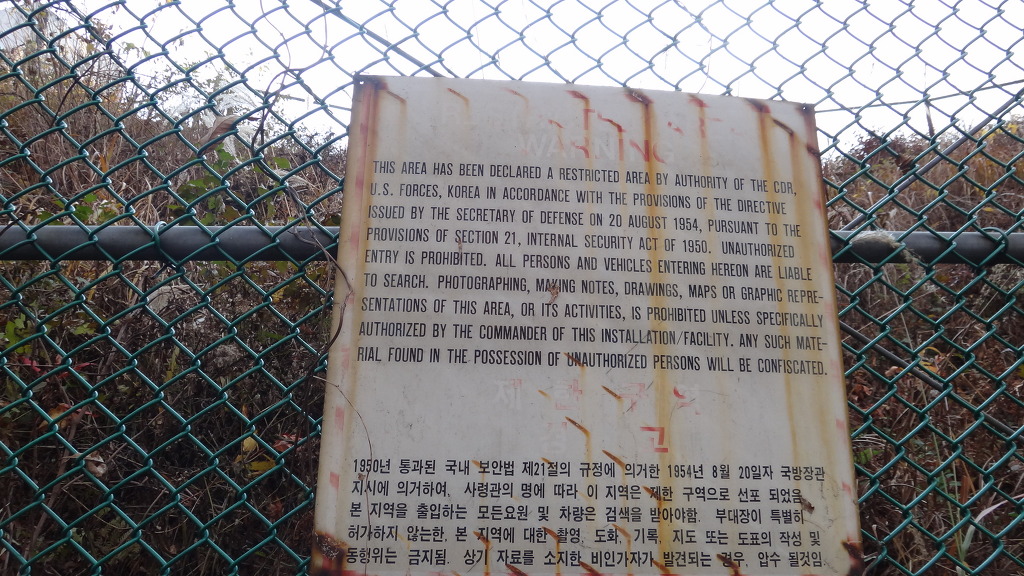 WARNING
THIS AREA HAS BEEN DECLARED A RESTRICTED AREA BY AUTHORITY OF THE CDR,
U.S. FORCES, KOREA IN ACCORDANCE WITH THE PROVISIONS OF THE DIRECTIVE
ISSUED BY THE SECRETARY OF DEFENSE ON 20 AUGUST 1954, PURSUANT TO THE
PROVISIONS OF SECTION 21, INTERNAL SECURITY ACT OF 1950. UNAUTHORIZED
ENTRY IS PROHIBITED. ALL PERSONS AND VEHICLES ENTERING HEREON ARE LIABLE
TO SEARCH. PHOTOGRAPHING, MAKING NOTES, DRAWINGS, MAPS OR GRAPHIC REPRE-
SENTATIONS OF THIS AREA, OR ITS ACTIVITIES, IS PROHIBITED UNLESS SPECIFICALLY
AUTHORIZED BY THE COMMANDER OF THIS INSTALLATION/FACILITY. ANY SUCH MATE-
RIAL FOUND IN THE POSSESSION OF UNAUTHORIZED PERSONS WILL BE CONFISCATED.
제한구역
경고
1950년 통과된 국내 보안법 제21절의 규정에 의거한 1954년 8월 20일자 국방장관
지시에 의거하여, 사령관의 명에 따라 이 지역은 제한 구역으로 선포 되었음.
본 지역을 출입하는 모든요원 및 차량은 검색을 받아야함. 부대장이 특별히
허가하지 않는한, 본 지역에 대한 촬영, 도화, 기록, 지도 또는 도표의 작성 및
동행위는 금지됨. 상기 자료를 소지한 비인가자가 발견되는 경우, 압수 될것임.